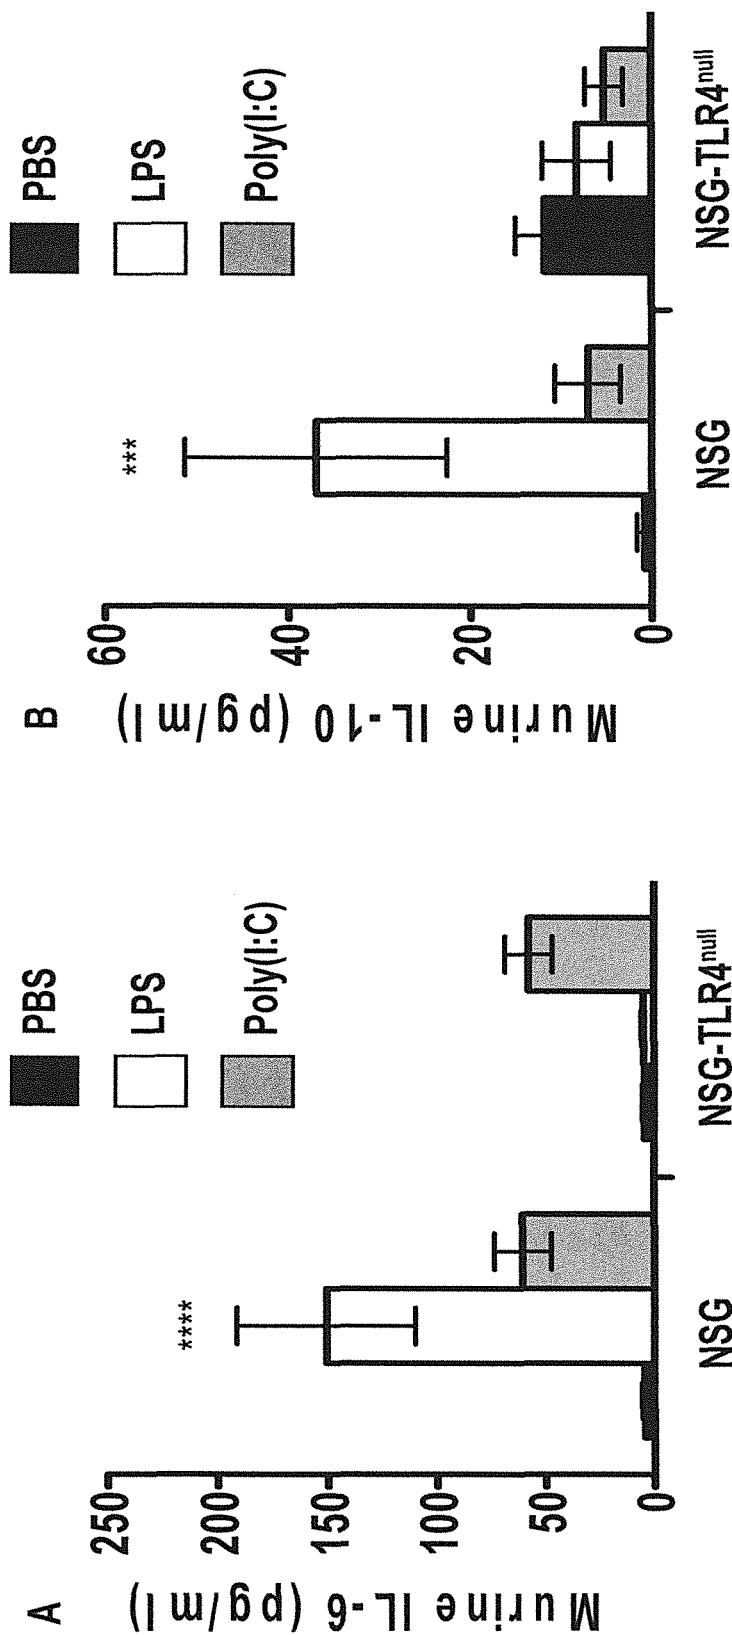 A
PBS
LPS
Poly(I:C)
Murine IL-6 (pg/ml)
250
200
150
100
50
0
****
NSG
NSG-TLR4null
B
PBS
LPS
Poly(I:C)
Murine IL-10 (pg/ml)
60
40
20
0
***
NSG
NSG-TLR4null